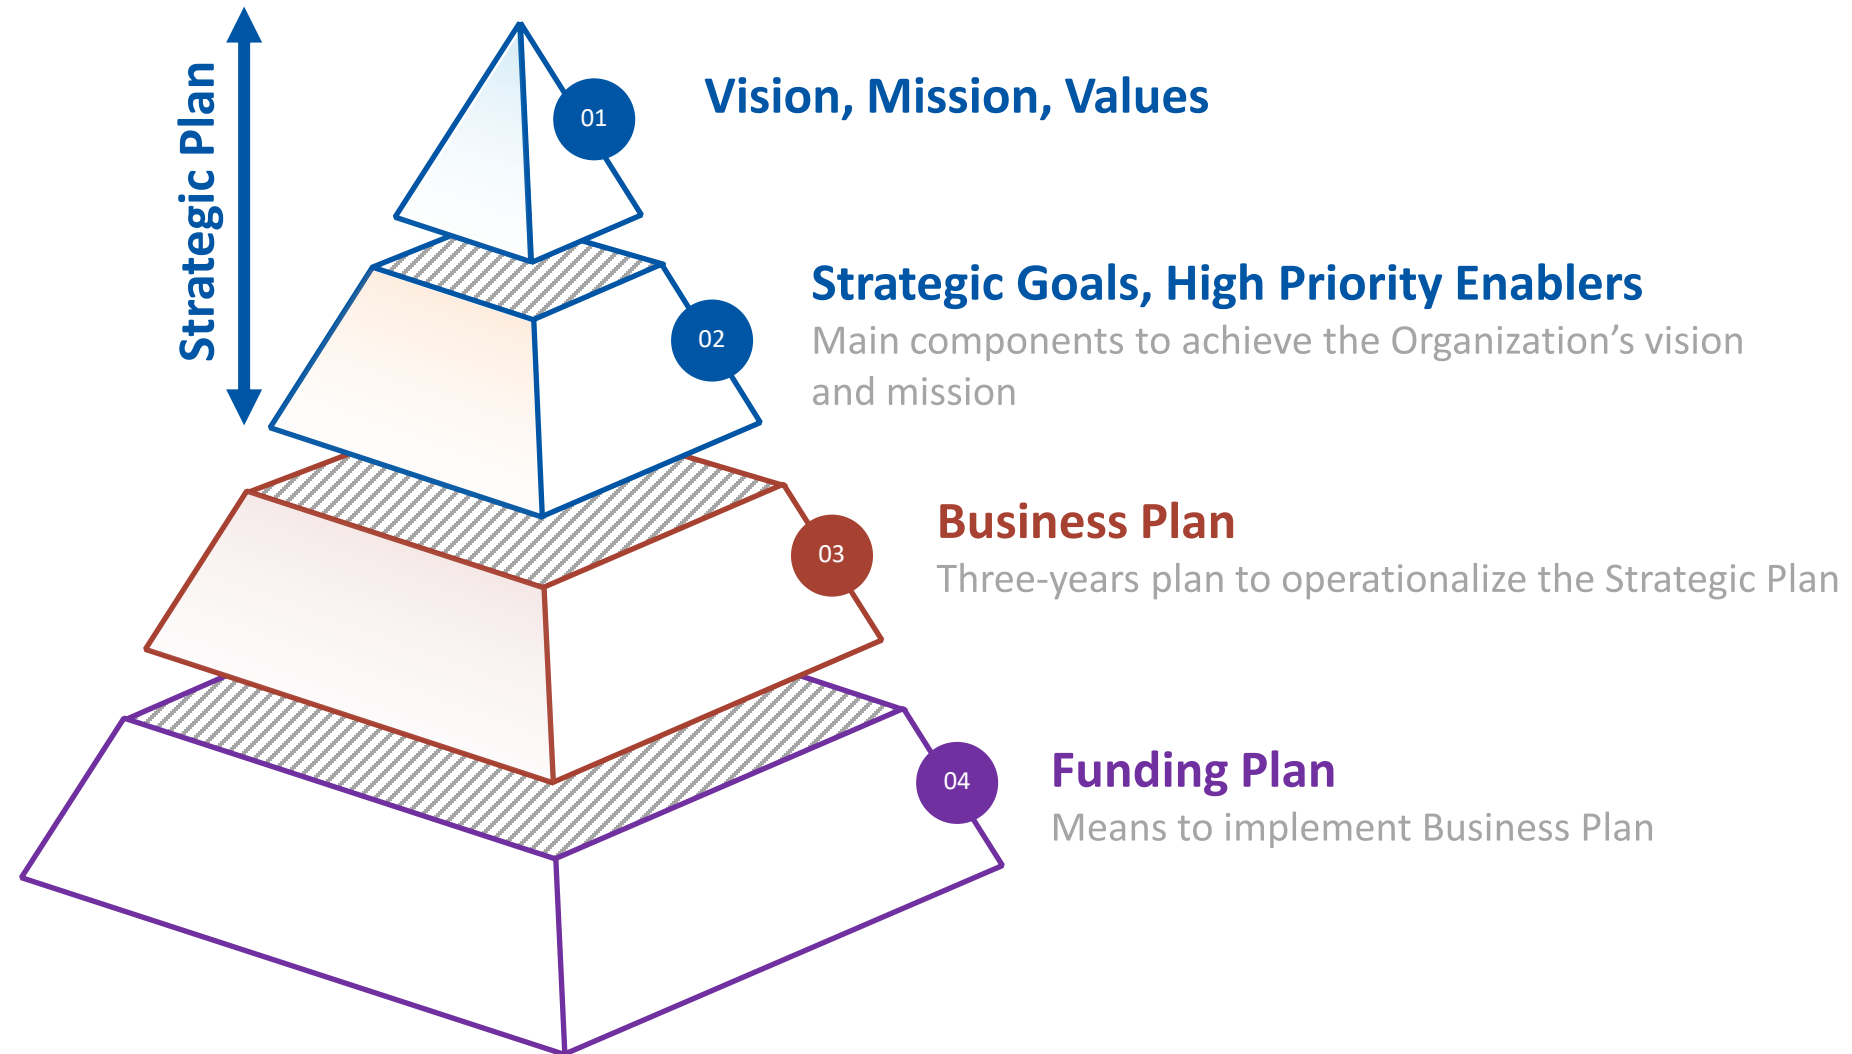 Strategic Plan
01
Vision, Mission, Values
02
Strategic Goals, High Priority Enablers
Main components to achieve the Organization’s vision
and mission
03
Business Plan
Three-years plan to operationalize the Strategic Plan
04
Funding Plan
Means to implement Business Plan